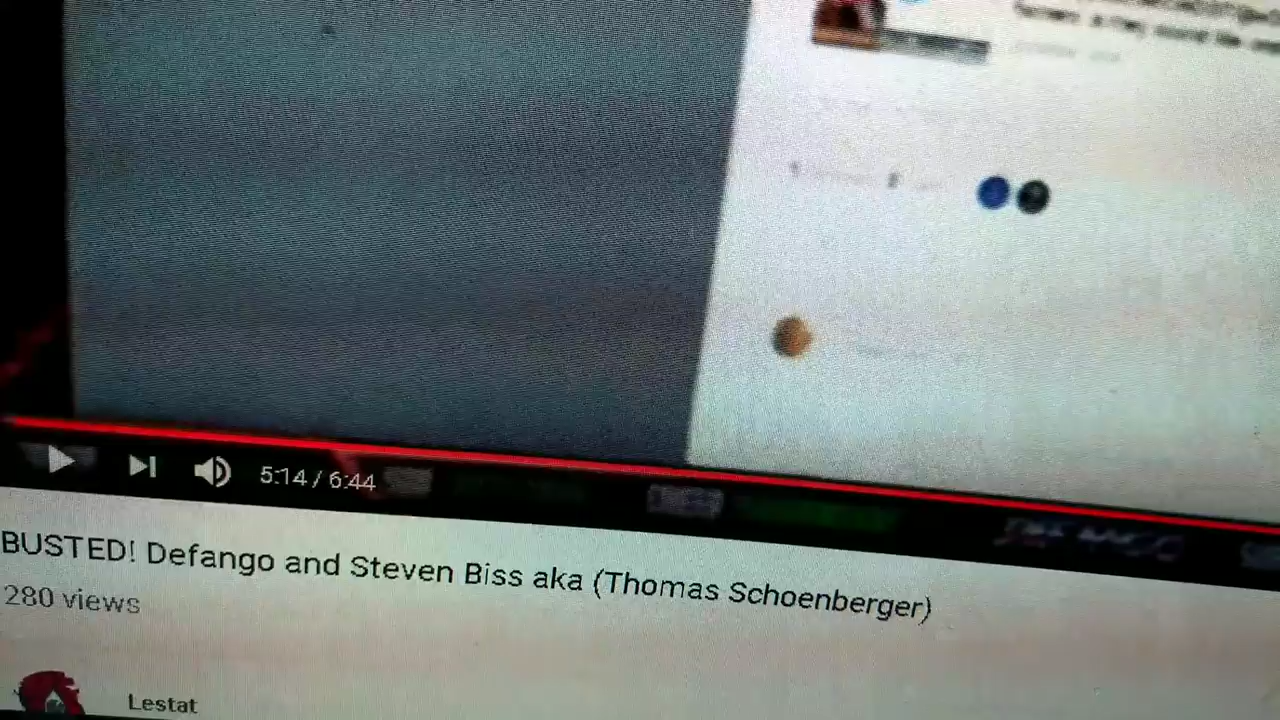 5:14 / 6:44
BUSTED! Defango and Steven Biss aka (Thomas Schoenberger)
280 views
Lestat